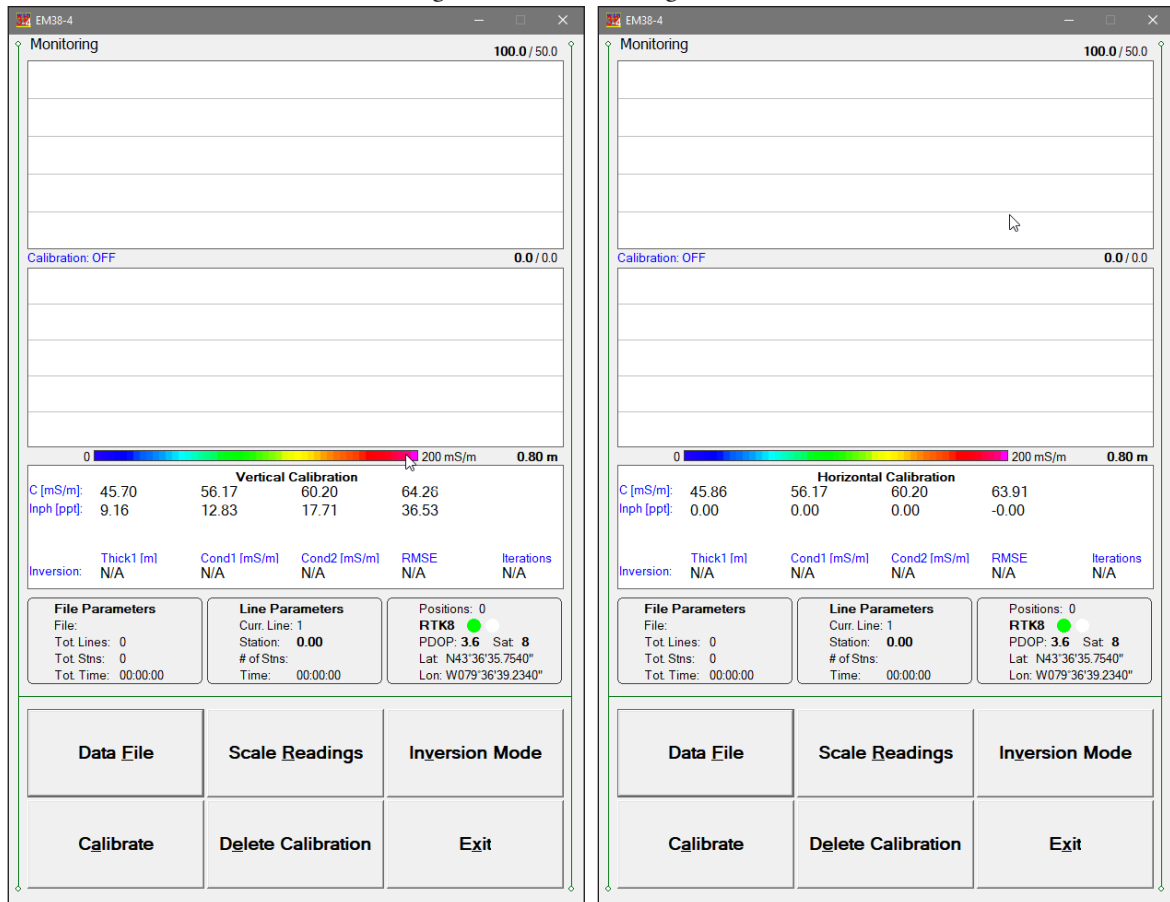 EM38-4
Monitoring
100.0 / 50.0
Calibration: OFF
0.0 / 0.0
0 200 mS/m 0.80 m
Vertical Calibration
C [mS/m]: 45.70 56.17 60.20 64.26
Inph [ppt]: 9.16 12.83 17.71 36.53
Thick1 [m] Cond1 [mS/m] Cond2 [mS/m] RMSE Iterations
Inversion: N/A N/A N/A N/A N/A
File Parameters
File:
Tot. Lines: 0
Tot. Stns: 0
Tot. Time: 00:00:00
Line Parameters
Curr. Line: 1
Station: 0.00
# of Stns:
Time: 00:00:00
Positions: 0
RTK8
PDOP: 3.6 Sat: 8
Lat: N43°36'35.7540"
Lon: W079°36'39.2340"
Data File
Scale Readings
Inversion Mode
Calibrate
Delete Calibration
Exit
EM38-4
Monitoring
100.0 / 50.0
Calibration: OFF
0.0 / 0.0
0 200 mS/m 0.80 m
Horizontal Calibration
C [mS/m]: 45.86 56.17 60.20 63.91
Inph [ppt]: 0.00 0.00 0.00 -0.00
Thick1 [m] Cond1 [mS/m] Cond2 [mS/m] RMSE Iterations
Inversion: N/A N/A N/A N/A N/A
File Parameters
File:
Tot. Lines: 0
Tot. Stns: 0
Tot. Time: 00:00:00
Line Parameters
Curr. Line: 1
Station: 0.00
# of Stns:
Time: 00:00:00
Positions: 0
RTK8
PDOP: 3.6 Sat: 8
Lat: N43°36'35.7540"
Lon: W079°36'39.2340"
Data File
Scale Readings
Inversion Mode
Calibrate
Delete Calibration
Exit